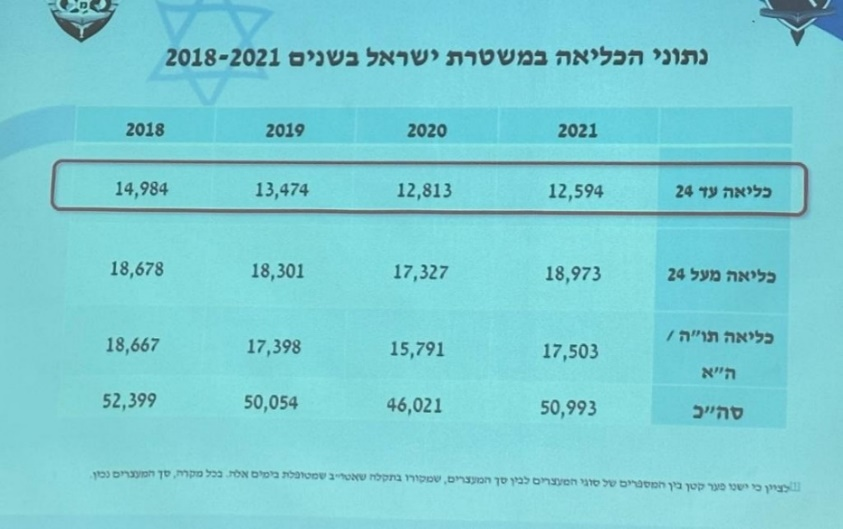 נתוני הכליאה במשטרת ישראל בשנים 2018-2021
2021 2020 2019 2018
כליאה עד 24 12,594 12,813 13,474 14,984
כליאה מעל 24 18,973 17,327 18,301 18,678
כליאה תו״ה / ה״א 17,503 15,791 17,398 18,667
סה״כ 50,993 46,021 50,054 52,399
[1]לציין כי ישנו פער קטן בין המספרים של סוגי המעצרים לבין סך המעצרים, שמקורו בתקלה שאטו״ב שמטופלת בימים אלה. בכל מקרה, סך המעצרים נכון.